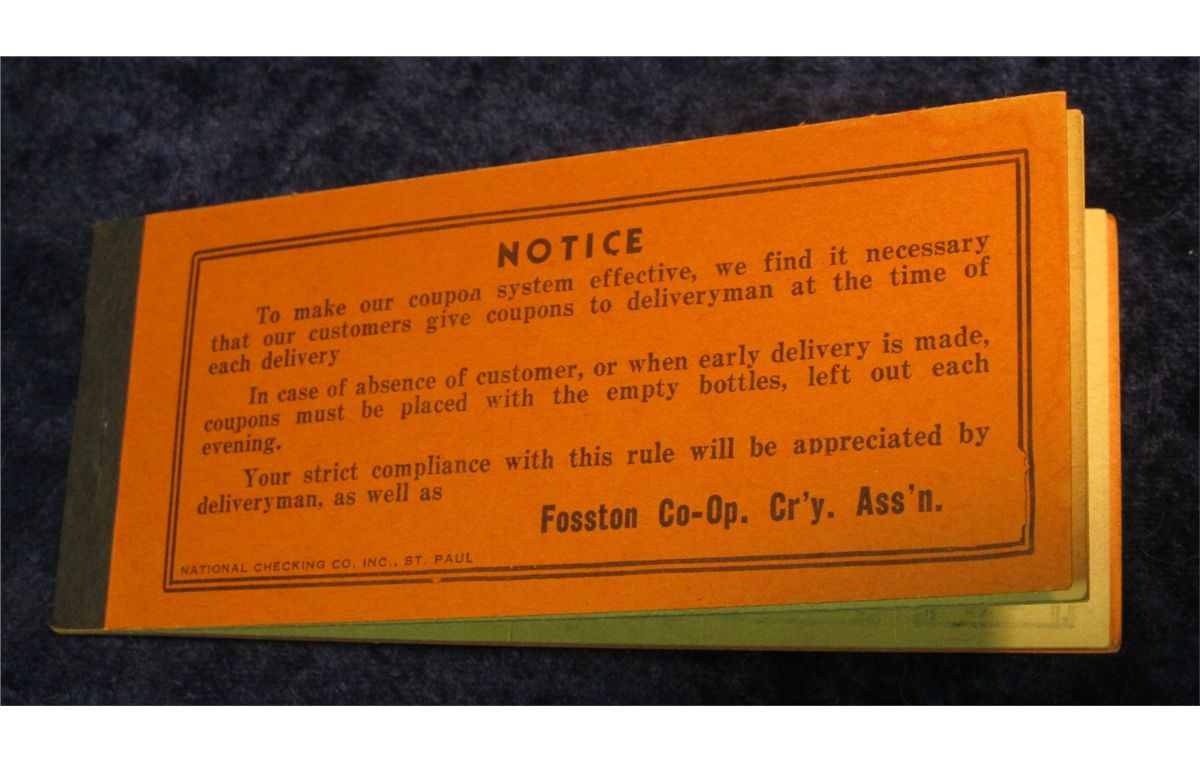 NOTICE
To make our coupon system effective, we find it necessary
that our customers give coupons to deliveryman at the time of
each delivery
In case of absence of customer, or when early delivery is made,
coupons must be placed with the empty bottles, left out each
evening.
Your strict compliance with this rule will be appreciated by
deliveryman, as well as
Fosston Co-Op. Cr'y. Ass'n.
NATIONAL CHECKING CO. INC., ST. PAUL